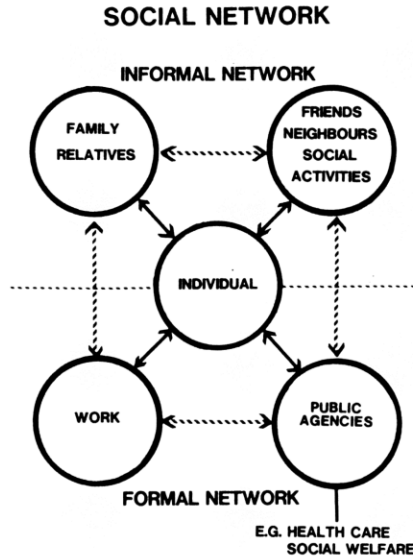 SOCIAL NETWORK
INFORMAL NETWORK
FAMILY
RELATIVES
FRIENDS
NEIGHBOURS
SOCIAL
ACTIVITIES
INDIVIDUAL
WORK
PUBLIC
AGENCIES
FORMAL NETWORK
E.G. HEALTH CARE
SOCIAL WELFARE